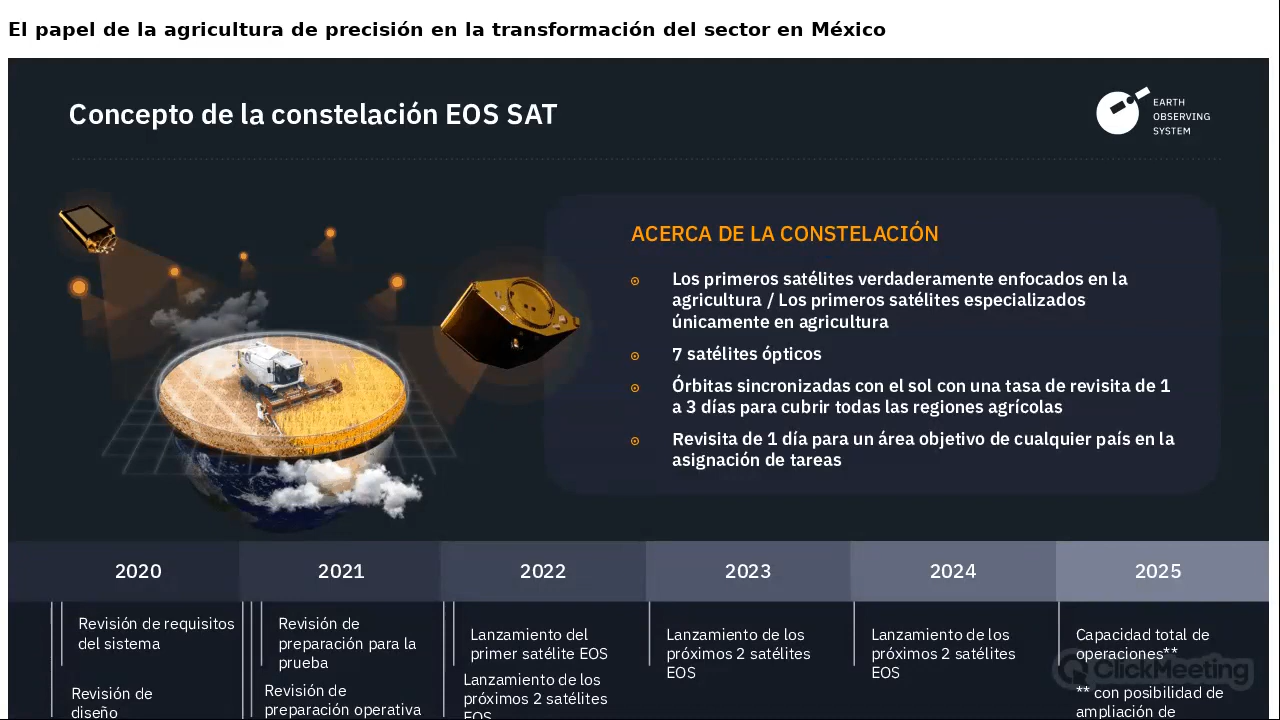 El papel de la agricultura de precisión en la transformación del sector en México
Concepto de la constelación EOS SAT
EARTH
OBSERVING
SYSTEM
ACERCA DE LA CONSTELACIÓN
Los primeros satélites verdaderamente enfocados en la
agricultura / Los primeros satélites especializados
únicamente en agricultura
7 satélites ópticos
Órbitas sincronizadas con el sol con una tasa de revisita de 1
a 3 días para cubrir todas las regiones agrícolas
Revisita de 1 día para un área objetivo de cualquier país en la
asignación de tareas
2020
2021
2022
2023
2024
2025
Revisión de requisitos
del sistema
Revisión de
diseño
Revisión de
preparación para la
prueba
Revisión de
preparación operativa
Lanzamiento del
primer satélite EOS
Lanzamiento de los
próximos 2 satélites
EOS
Lanzamiento de los
próximos 2 satélites
EOS
Lanzamiento de los
próximos 2 satélites
EOS
Capacidad total de
operaciones**
** con posibilidad de
ampliación de
ClickMeeting